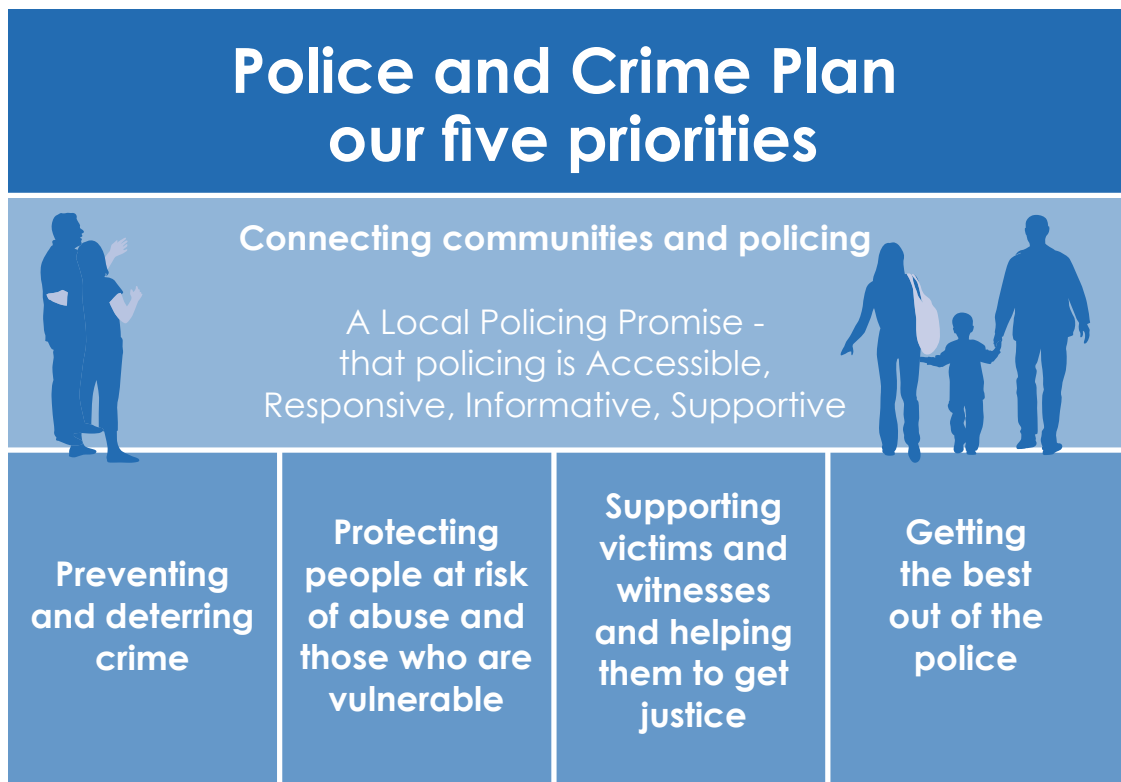 Police and Crime Plan
our five priorities
Connecting communities and policing
A Local Policing Promise -
that policing is Accessible,
Responsive, Informative, Supportive
Preventing
and deterring
crime
Protecting
people at risk
of abuse and
those who are
vulnerable
Supporting
victims and
witnesses
and helping
them to get
justice
Getting
the best
out of the
police